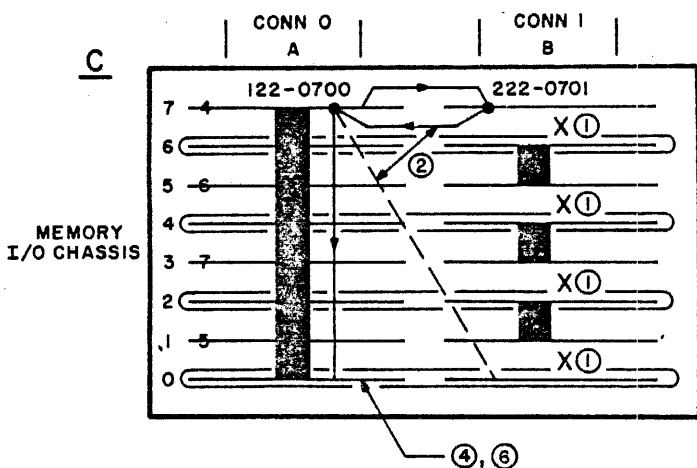 CONN 0 CONN 1
A B
C
122-0700 222-0701
7 4
X①
6
②
5 6 X①
4
MEMORY
I/O CHASSIS
3 7 X①
2
1 5 X①
0
④, ⑥